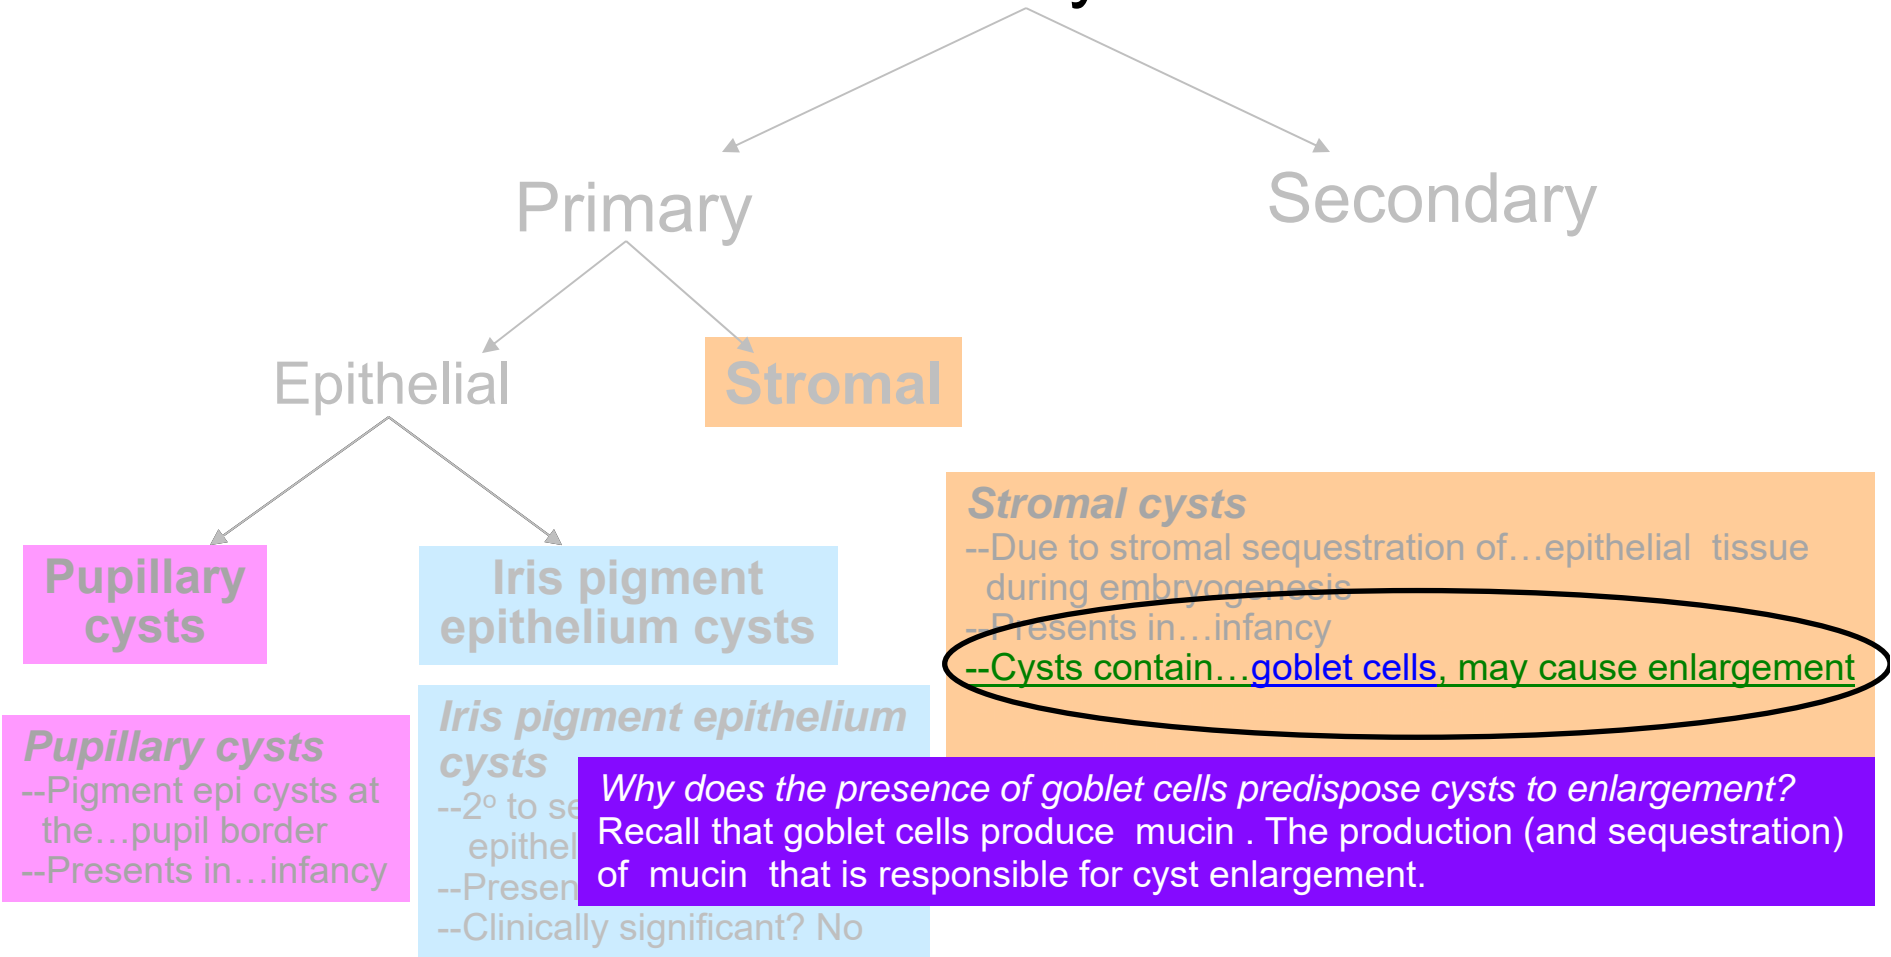 Primary
Secondary
Epithelial
Stromal
Pupillary
cysts
Iris pigment
epithelium cysts
Stromal cysts
--Due to stromal sequestration of…epithelial tissue
during embryogenesis
--Presents in…infancy
--Cysts contain…goblet cells, may cause enlargement
Pupillary cysts
--Pigment epi cysts at
the…pupil border
--Presents in…infancy
Iris pigment epithelium
cysts
--2º to
--Clinically significant? No
Why does the presence of goblet cells predispose cysts to enlargement?
Recall that goblet cells produce mucin . The production (and sequestration)
of mucin that is responsible for cyst enlargement.